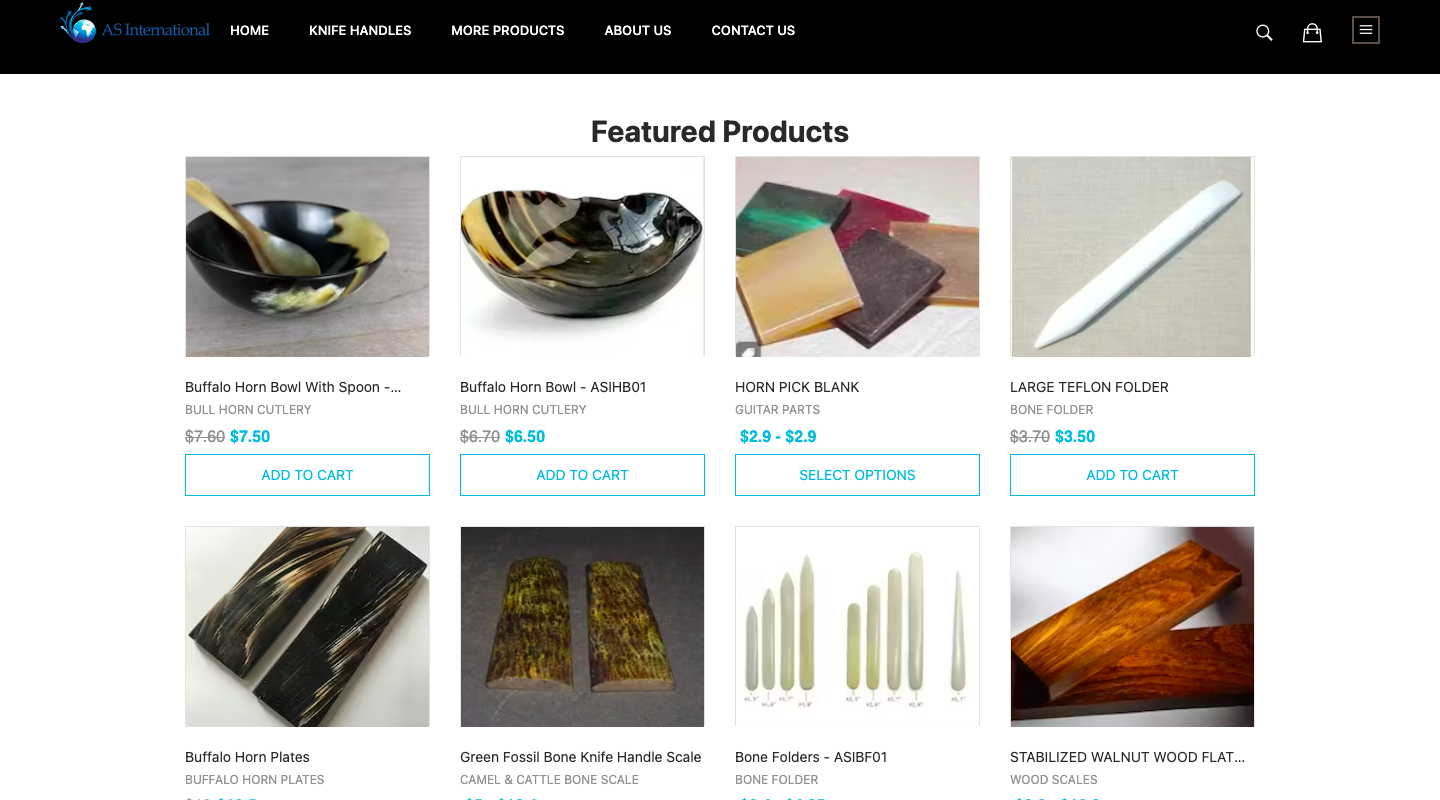 AS International
HOME
KNIFE HANDLES
MORE PRODUCTS
ABOUT US
CONTACT US
Featured Products
Buffalo Horn Bowl With Spoon -...
BULL HORN CUTLERY
$7.60 $7.50
ADD TO CART
Buffalo Horn Bowl - ASIHB01
BULL HORN CUTLERY
$6.70 $6.50
ADD TO CART
HORN PICK BLANK
GUITAR PARTS
$2.9 - $2.9
SELECT OPTIONS
LARGE TEFLON FOLDER
BONE FOLDER
$3.70 $3.50
ADD TO CART
Buffalo Horn Plates
BUFFALO HORN PLATES
Green Fossil Bone Knife Handle Scale
CAMEL & CATTLE BONE SCALE
Bone Folders - ASIBF01
BONE FOLDER
STABILIZED WALNUT WOOD FLAT...
WOOD SCALES